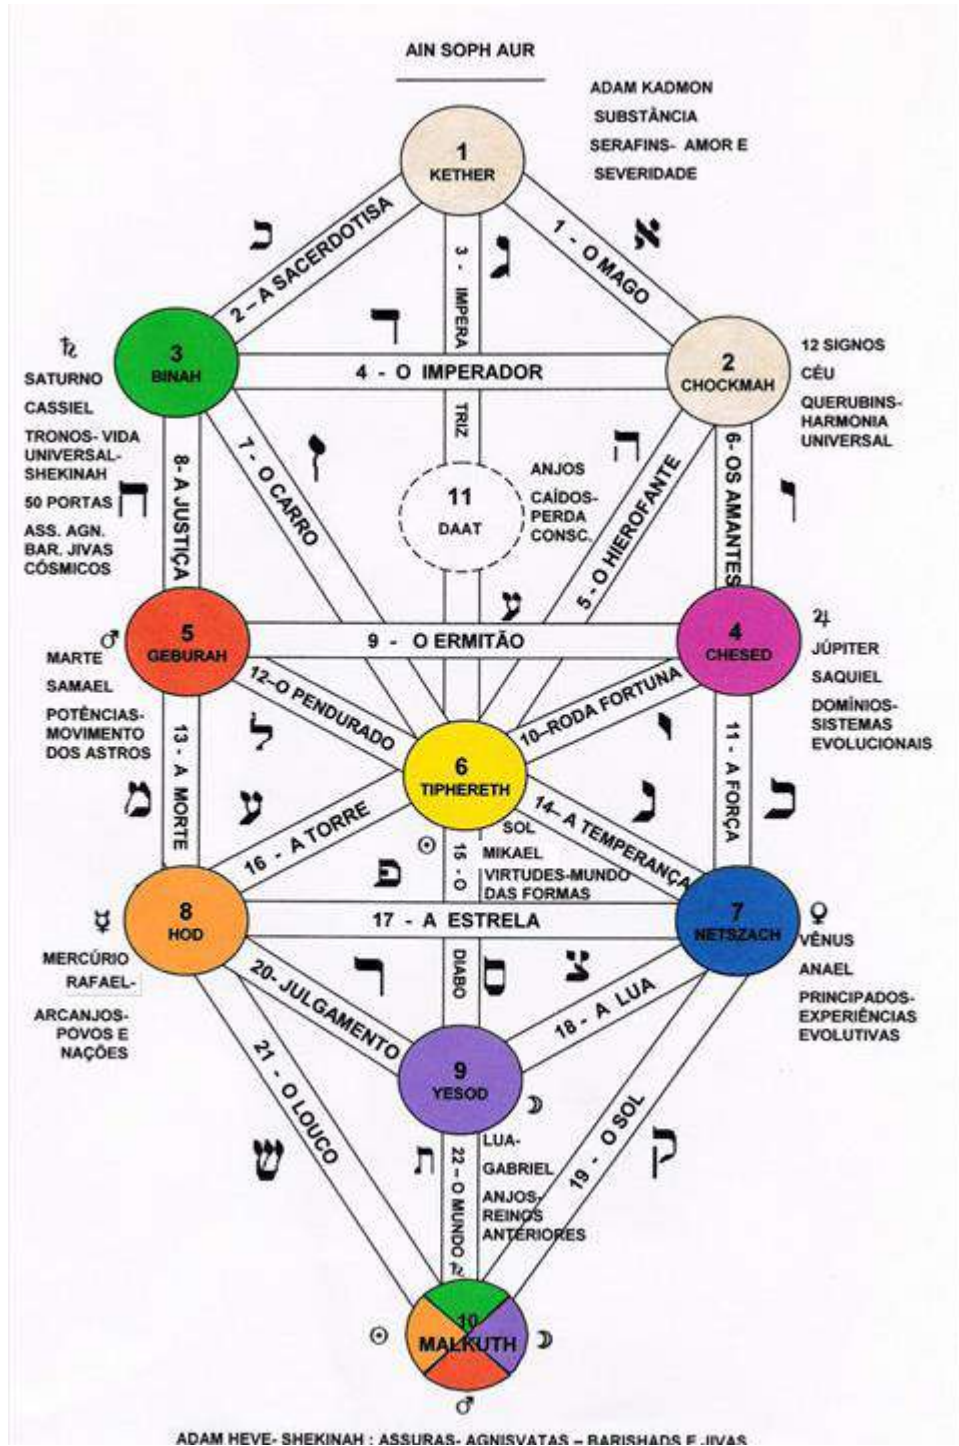 AIN SOPH AUR
ADAM KADMON
SUBSTÂNCIA
SERAFINS- AMOR E
SEVERIDADE
1
KETHER
2 – A SACERDOTISA
כ
3 - IMPERA
ג
1 - O MAGO
א
ד
♄
SATURNO
CASSIEL
TRONOS- VIDA
UNIVERSAL-
SHEKINAH
50 PORTAS
ASS. AGN.
BAR. JIVAS
CÓSMICOS
3
BINAH
4 - O IMPERADOR
2
CHOCKMAH
12 SIGNOS
CÉU
QUERUBINS-
HARMONIA
UNIVERSAL
TRIZ
8- A JUSTIÇA
ח
7 - O CARRO
11
DAAT
ANJOS
CAÍDOS-
PERDA
CONSC.
ה
5 - O HIEROFANTE
6- OS AMANTES
♂
MARTE
SAMAEL
POTÊNCIAS-
MOVIMENTO
DOS ASTROS
5
GEBURAH
9 - O ERMITÃO
4
CHESED
♃
JÚPITER
SAQUIEL
DOMÍNIOS-
SISTEMAS
EVOLUCIONAIS
12–O PENDURADO
ל
10–RODA FORTUNA
13 - A MORTE
מ
6
TIPHERETH
11 - A FORÇA
כ
ע
16 - A TORRE
14– A TEMPERANÇA
☉
SOL
MIKAEL
VIRTUDES-MUNDO
DAS FORMAS
15 - O
פ
☿
MERCÚRIO
RAFAEL-
ARCANJOS-
POVOS E
NAÇÕES
8
HOD
17 - A ESTRELA
7
NETSZACH
♀
VÊNUS
ANAEL
PRINCIPADOS-
EXPERIÊNCIAS
EVOLUTIVAS
20- JULGAMENTO
ר
DIABO
ס
צ
18 - A LUA
9
YESOD
☽
LUA-
GABRIEL
ANJOS-
REINOS
ANTERIORES
21 - O LOUCO
ש
ת
22 – O MUNDO
♄
19 - O SOL
ק
☉
10
MALKUTH
☽
♂
ADAM HEVE- SHEKINAH : ASSURAS- AGNISVATAS – BARISHADS E JIVAS